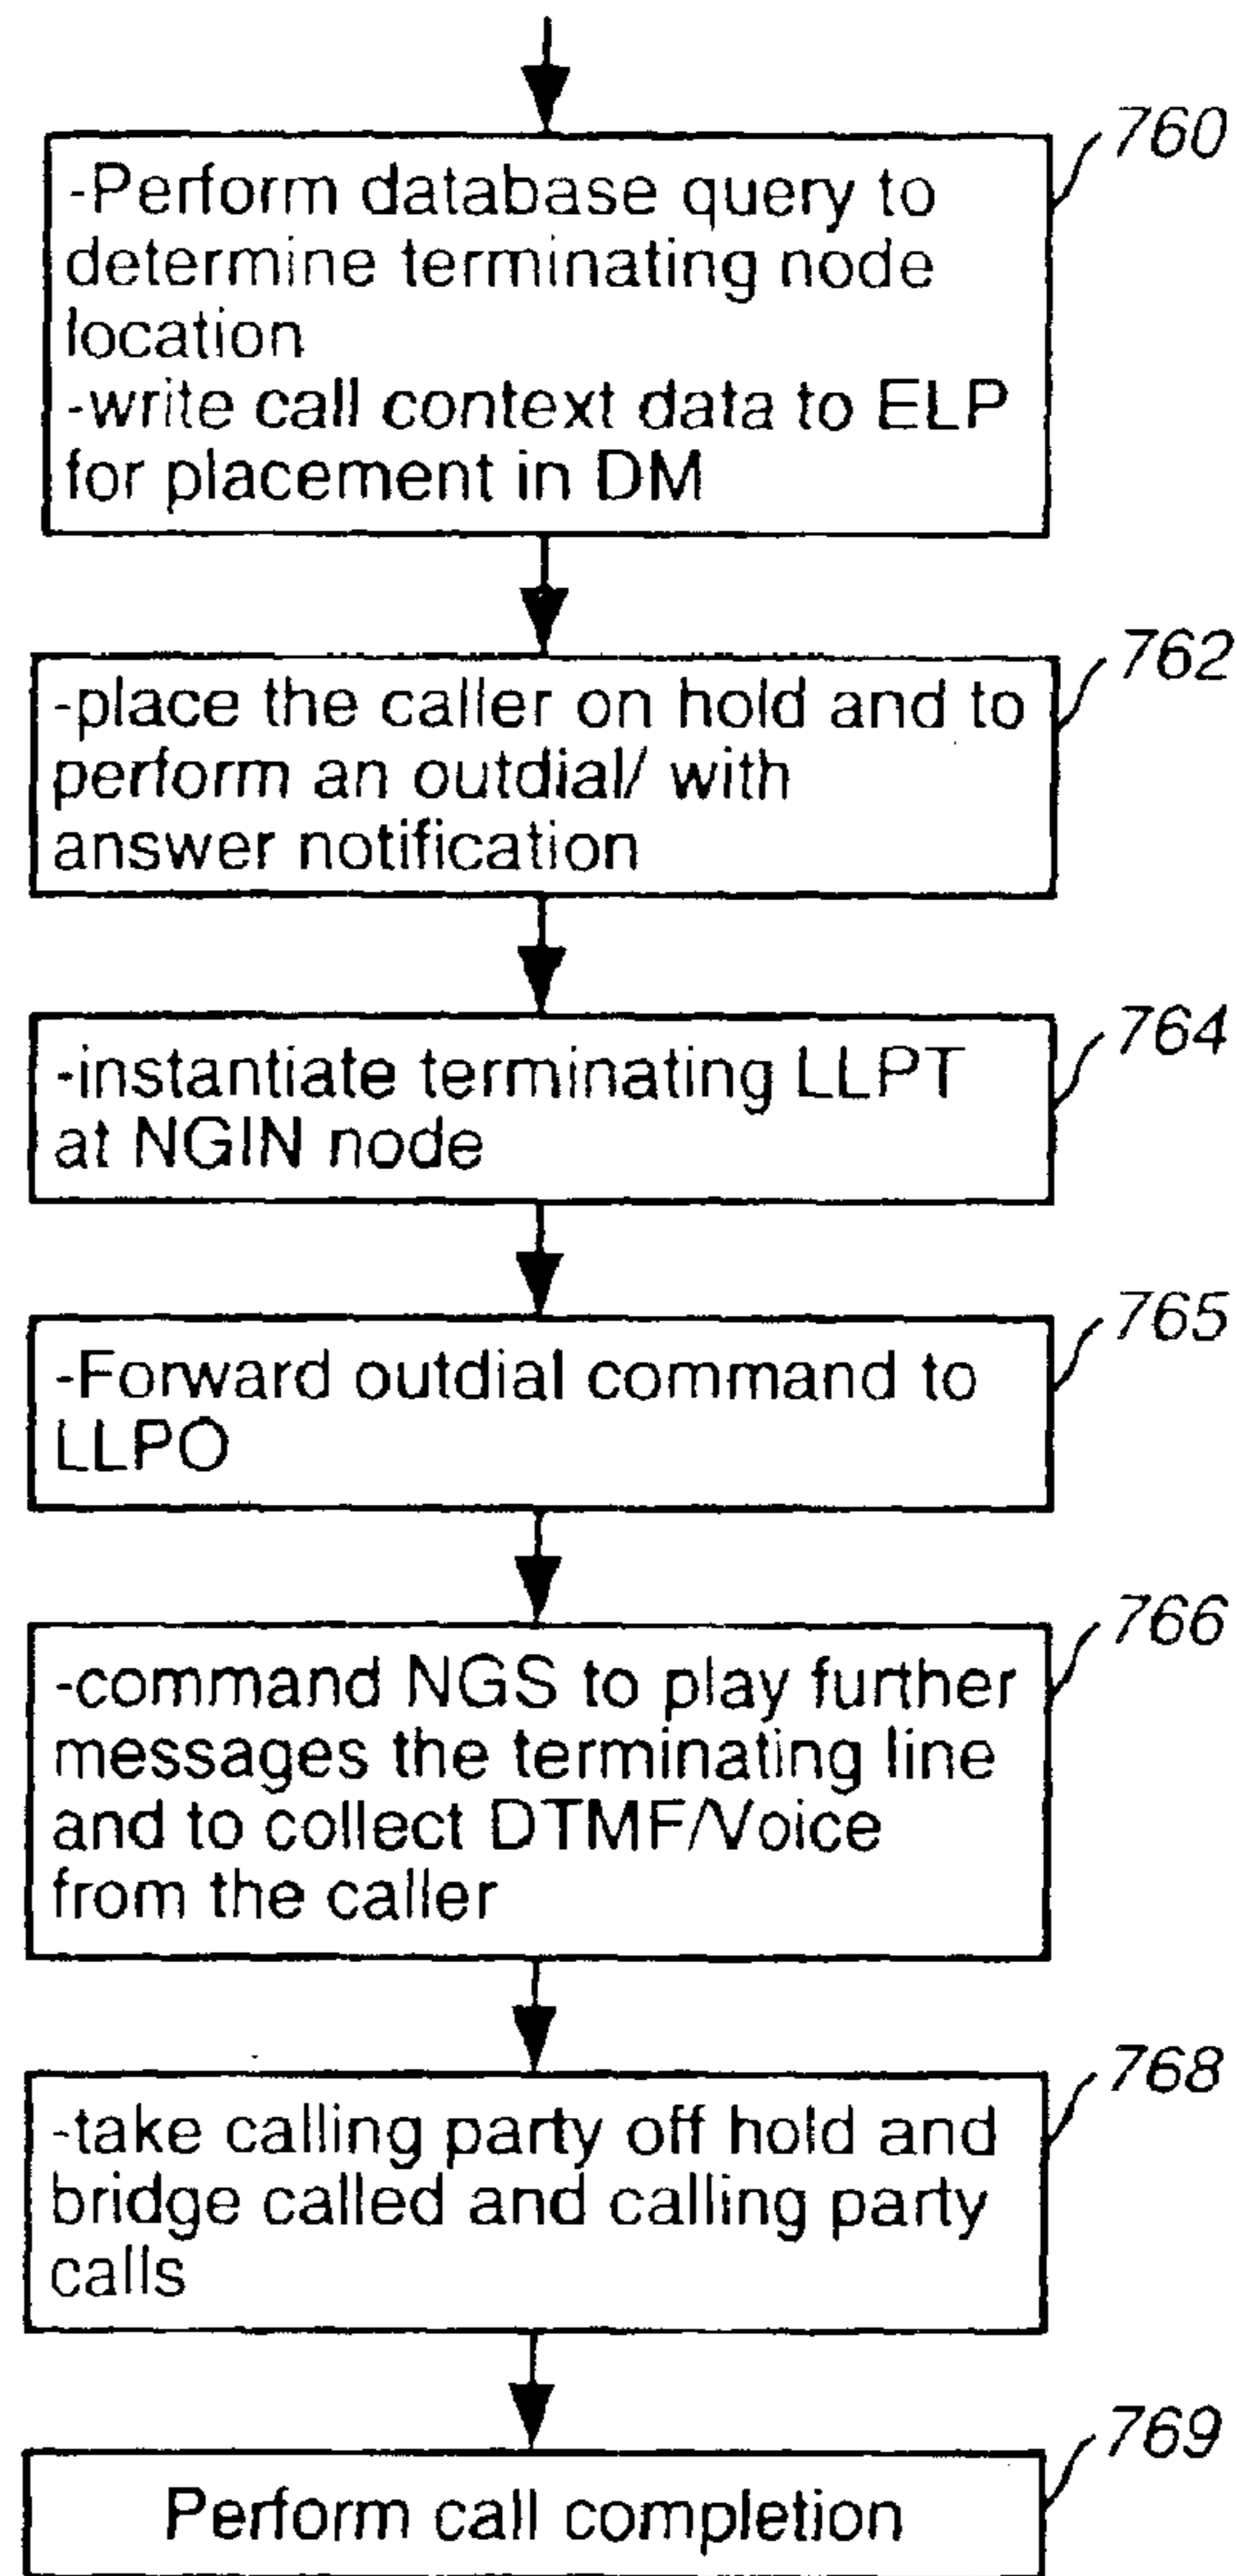 760
-Perform database query to
determine terminating node
location
-write call context data to ELP
for placement in DM
762
-place the caller on hold and to
perform an outdial/ with
answer notification
764
-instantiate terminating LLPT
at NGIN node
765
-Forward outdial command to
LLPO
766
-command NGS to play further
messages the terminating line
and to collect DTMF/Voice
from the caller
768
-take calling party off hold and
bridge called and calling party
calls
769
Perform call completion